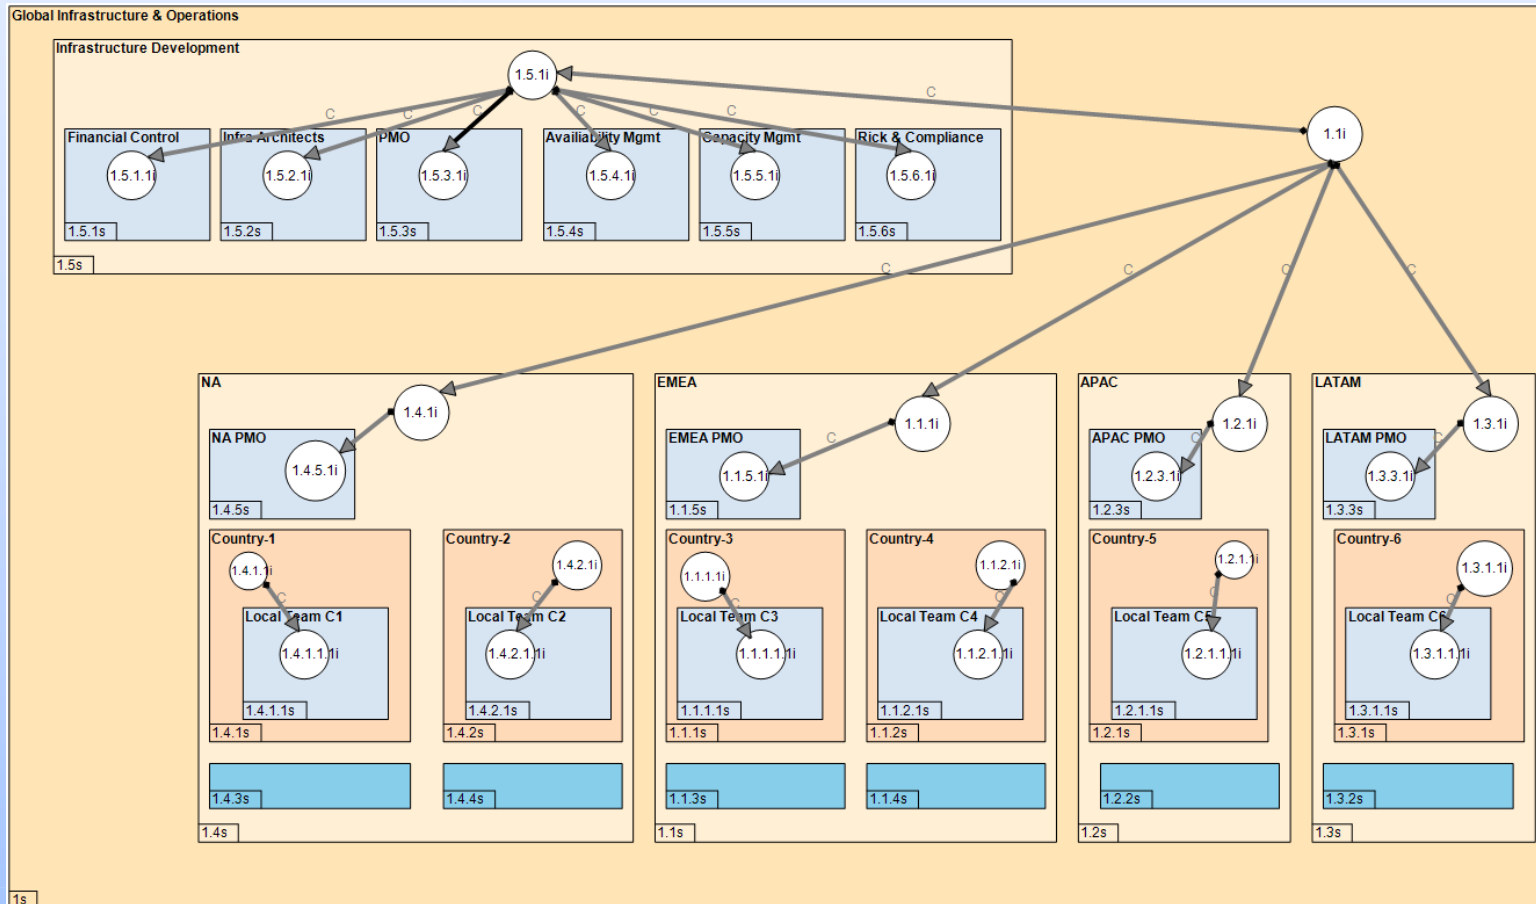 Global Infrastructure & Operations
Infrastructure Development
1.5.1i
C
1.1i
C
C
C
C
C
C
Financial Control
Infra Architects
PMO
Availiability Mgmt
Capacity Mgmt
Rick & Compliance
1.5.1.1i
1.5.2.1i
1.5.3.1i
1.5.4.1i
1.5.5.1i
1.5.6.1i
1.5.1s
1.5.2s
1.5.3s
1.5.4s
1.5.5s
1.5.6s
1.5s
C
C
C
C
NA
EMEA
APAC
LATAM
1.4.1i
1.1.1i
1.2.1i
1.3.1i
NA PMO
EMEA PMO
C
APAC PMO
C
LATAM PMO
C
1.4.5.1i
1.1.5.1i
1.2.3.1i
1.3.3.1i
1.4.5s
1.1.5s
1.2.3s
1.3.3s
Country-1
Country-2
Country-3
Country-4
Country-5
Country-6
1.4.1.1i
1.4.2.1i
1.1.1.1i
1.1.2.1i
1.2.1.1i
1.3.1.1i
C
C
C
C
C
C
Local Team C1
Local Team C2
Local Team C3
Local Team C4
Local Team C5
Local Team C6
1.4.1.1.1i
1.4.2.1.1i
1.1.1.1.1i
1.1.2.1.1i
1.2.1.1.1i
1.3.1.1.1i
1.4.1.1s
1.4.2.1s
1.1.1.1s
1.1.2.1s
1.2.1.1s
1.3.1.1s
1.4.1s
1.4.2s
1.1.1s
1.1.2s
1.2.1s
1.3.1s
1.4.3s
1.4.4s
1.1.3s
1.1.4s
1.2.2s
1.3.2s
1.4s
1.1s
1.2s
1.3s
1s